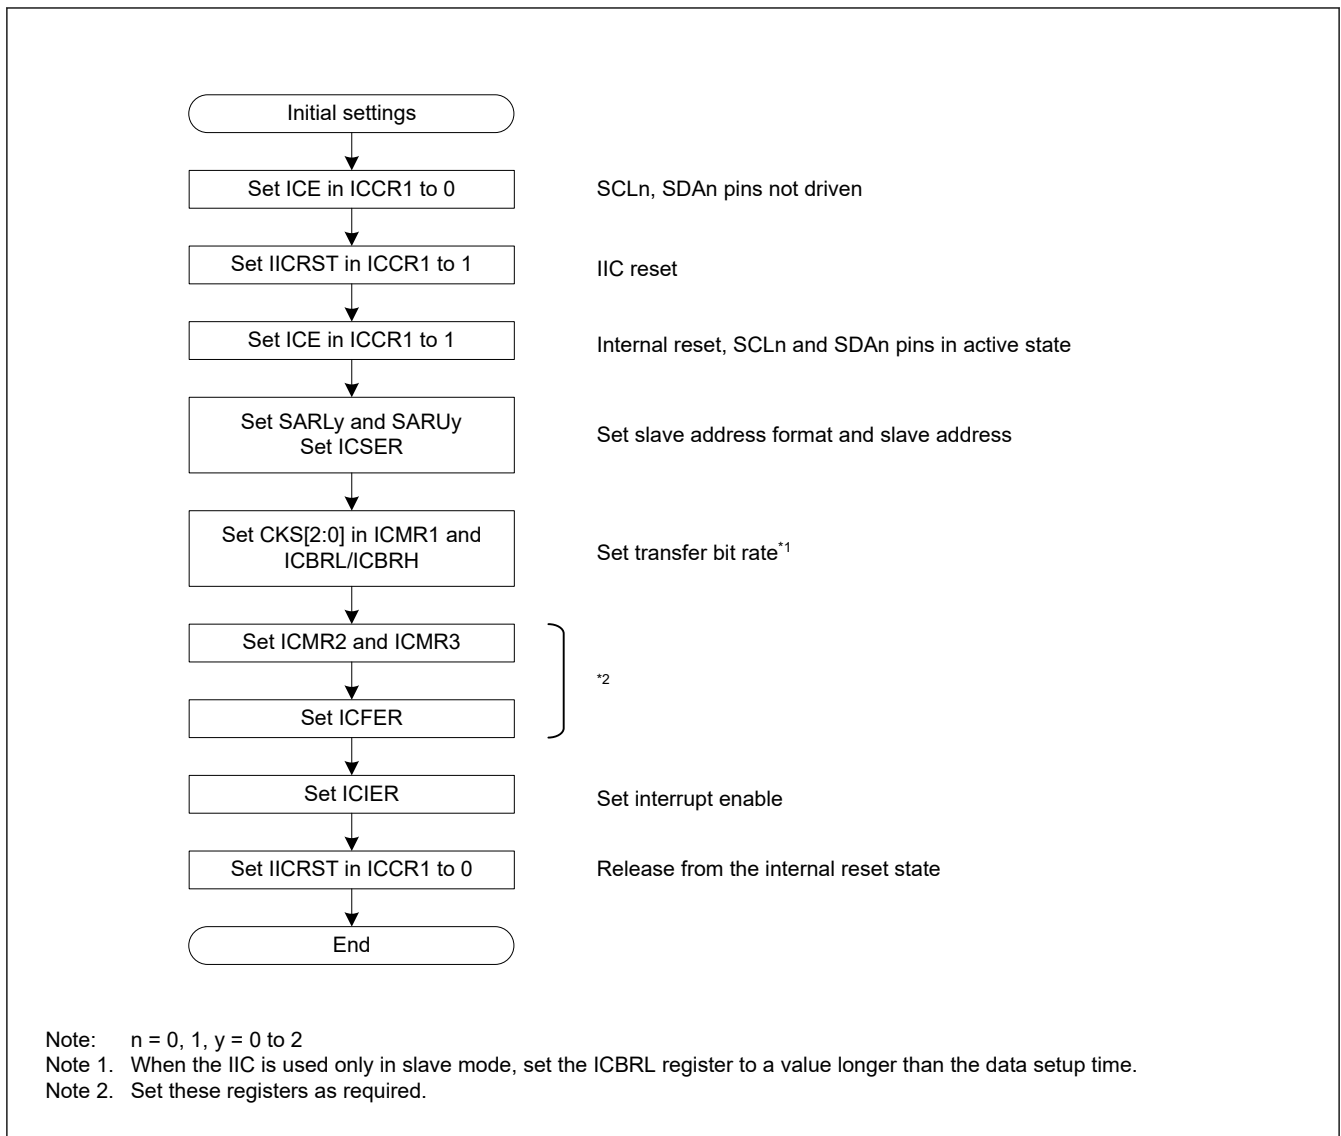 Initial settings
Set ICE in ICCR1 to 0
SCLn, SDAn pins not driven
Set IICRST in ICCR1 to 1
IIC reset
Set ICE in ICCR1 to 1
Internal reset, SCLn and SDAn pins in active state
Set SARLy and SARUy
Set ICSER
Set slave address format and slave address
Set CKS[2:0] in ICMR1 and
ICBRL/ICBRH
Set transfer bit rate*1
Set ICMR2 and ICMR3
*2
Set ICFER
Set ICIER
Set interrupt enable
Set IICRST in ICCR1 to 0
Release from the internal reset state
End
Note: n = 0, 1, y = 0 to 2
Note 1. When the IIC is used only in slave mode, set the ICBRL register to a value longer than the data setup time.
Note 2. Set these registers as required.